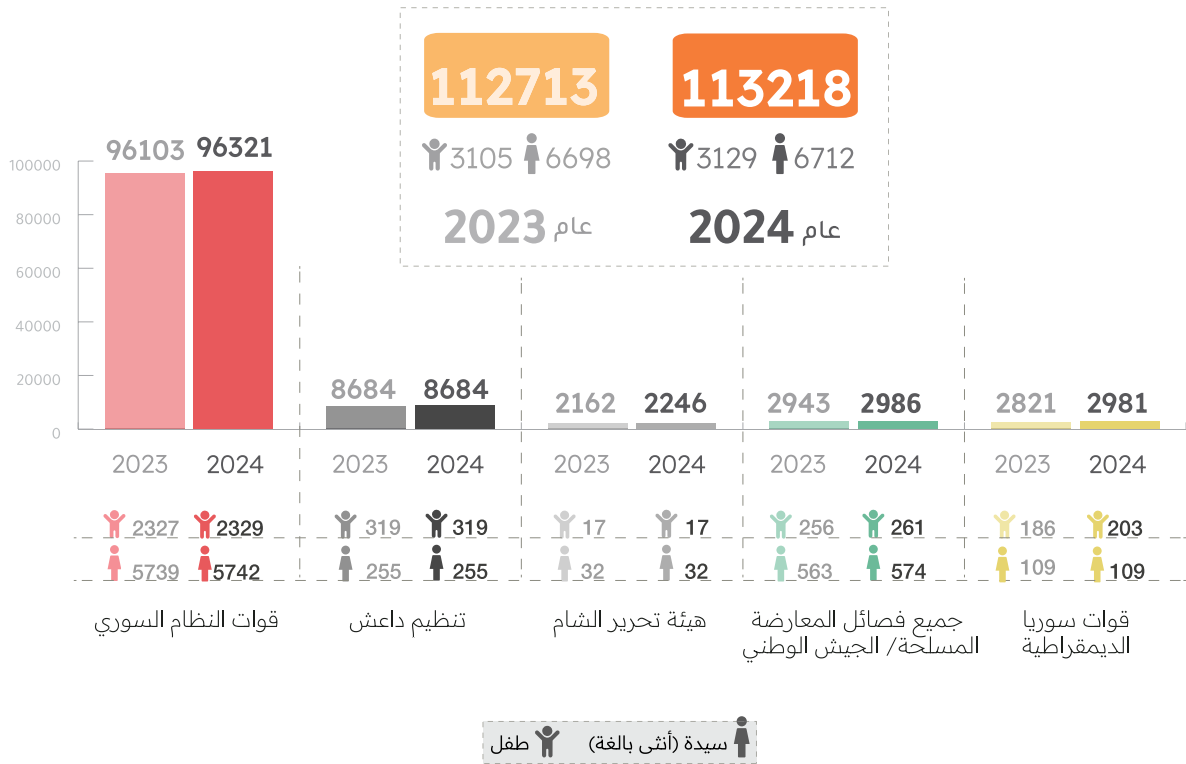 112713
113218
3105 6698
3129 6712
عام 2023
عام 2024
100000
80000
60000
40000
20000
0
96103 96321
8684 8684
2162 2246
2943 2986
2821 2981
2023 2024
2023 2024
2023 2024
2023 2024
2023 2024
2327 2329
319 319
17 17
256 261
186 203
5739 5742
255 255
32 32
563 574
109 109
قوات النظام السوري
تنظيم داعش
هيئة تحرير الشام
جميع فصائل المعارضة
المسلحة/ الجيش الوطني
قوات سوريا
الديمقراطية
سيدة (أنثى بالغة)
طفل